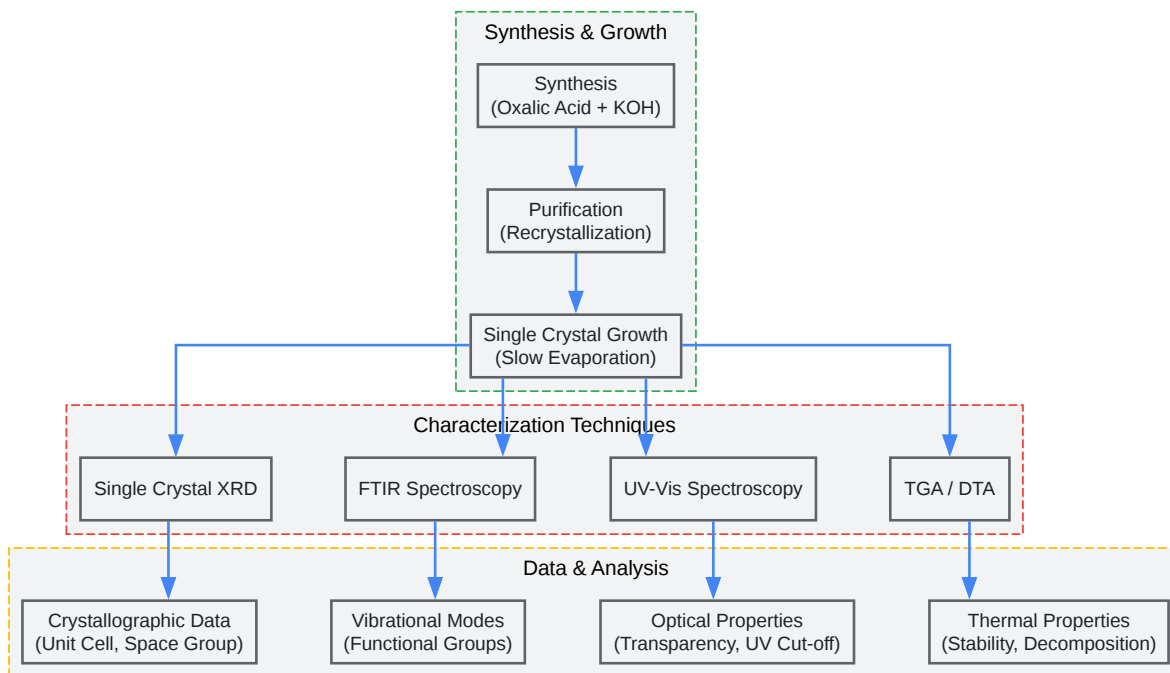 Synthesis & Growth
Synthesis
(Oxalic Acid + KOH)
Purification
(Recrystallization)
Single Crystal Growth
(Slow Evaporation)
Characterization Techniques
Single Crystal XRD
FTIR Spectroscopy
UV-Vis Spectroscopy
TGA / DTA
Data & Analysis
Crystallographic Data
(Unit Cell, Space Group)
Vibrational Modes
(Functional Groups)
Optical Properties
(Transparency, UV Cut-off)
Thermal Properties
(Stability, Decomposition)